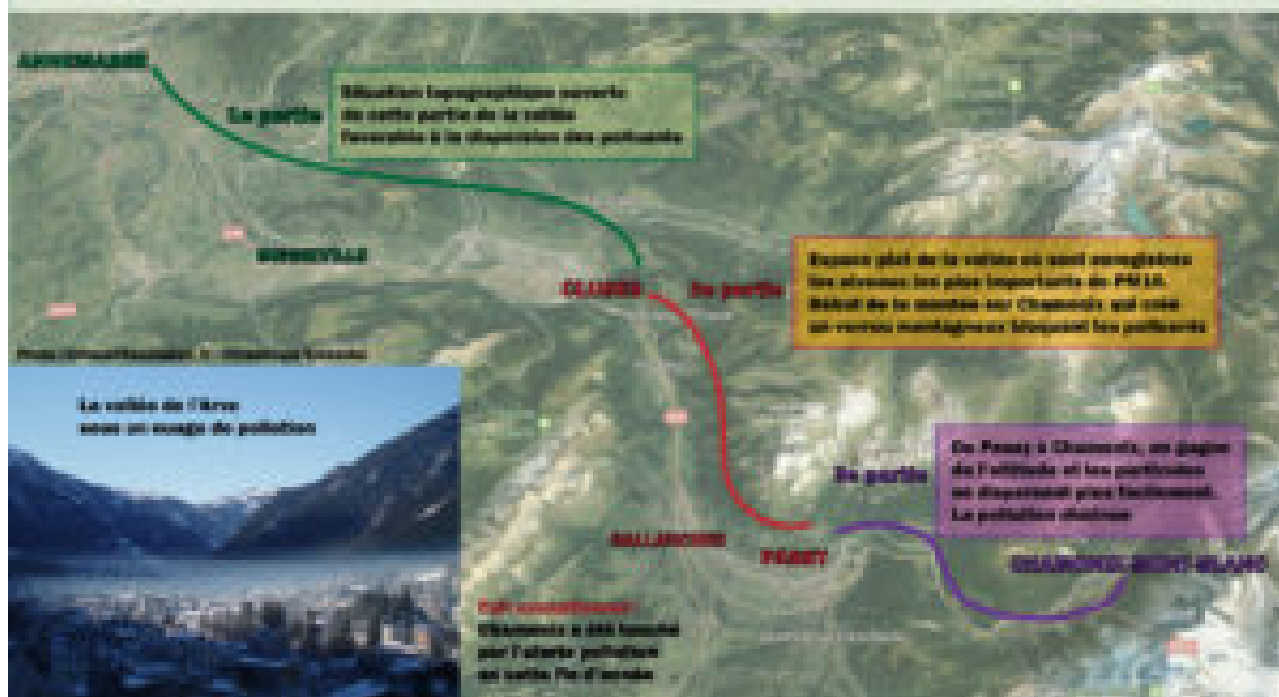 ANNEMASSE
1e partie
Situation topographique ouverte
de cette partie de la vallée
favorable à la dispersion des polluants
BONNEVILLE
CLUSES
2e partie
Espace plat de la vallée où sont enregistrés
les niveaux les plus importants de PM10.
Début de la montée sur Chamonix qui crée
un verrou montagneux bloquant les polluants
La vallée de l'Arve
sous un nuage de pollution
3e partie
De Passy à Chamonix, on gagne
de l'altitude et les particules
se dispersent plus facilement.
La pollution diminue
SALLANCHES
PASSY
CHAMONIX-MONT-BLANC
Chamonix a été touché
par l'alerte pollution
en cette fin d'année